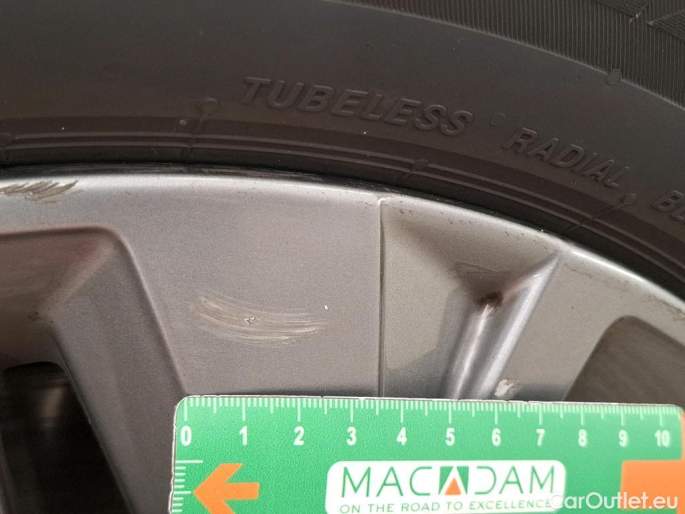 TUBELESS RADIAL
0 1 2 3 4 5 6 7 8 9 10
MACADAM
ON THE ROAD TO EXCELLENCE
CarOutlet.eu